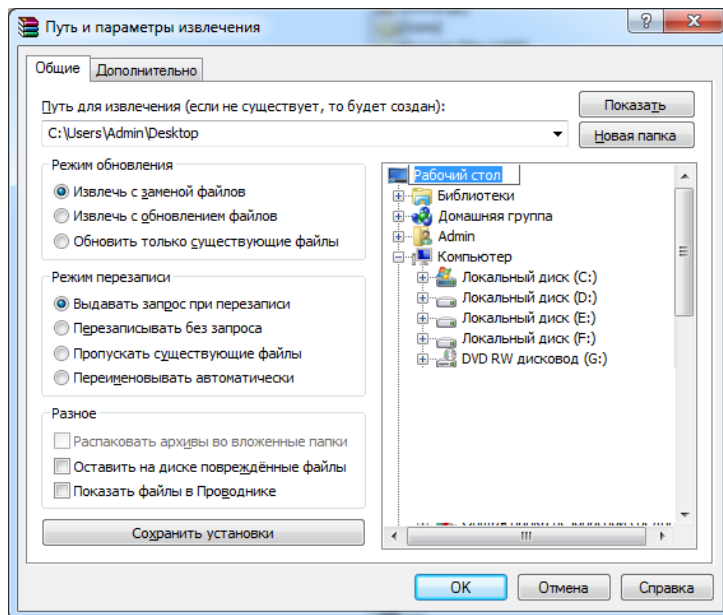 Путь и параметры извлечения
Общие
Дополнительно
Путь для извлечения (если не существует, то будет создан):
Показать
C:\Users\Admin\Desktop
Новая папка
Режим обновления
Извлечь с заменой файлов
Извлечь с обновлением файлов
Обновить только существующие файлы
Режим перезаписи
Выдавать запрос при перезаписи
Перезаписывать без запроса
Пропускать существующие файлы
Переименовывать автоматически
Разное
Распаковать архивы во вложенные папки
Оставить на диске повреждённые файлы
Показать файлы в Проводнике
Сохранить установки
Рабочий стол
Библиотеки
Домашняя группа
Admin
Компьютер
Локальный диск (C:)
Локальный диск (D:)
Локальный диск (E:)
Локальный диск (F:)
DVD RW дисковод (G:)
OK
Отмена
Справка